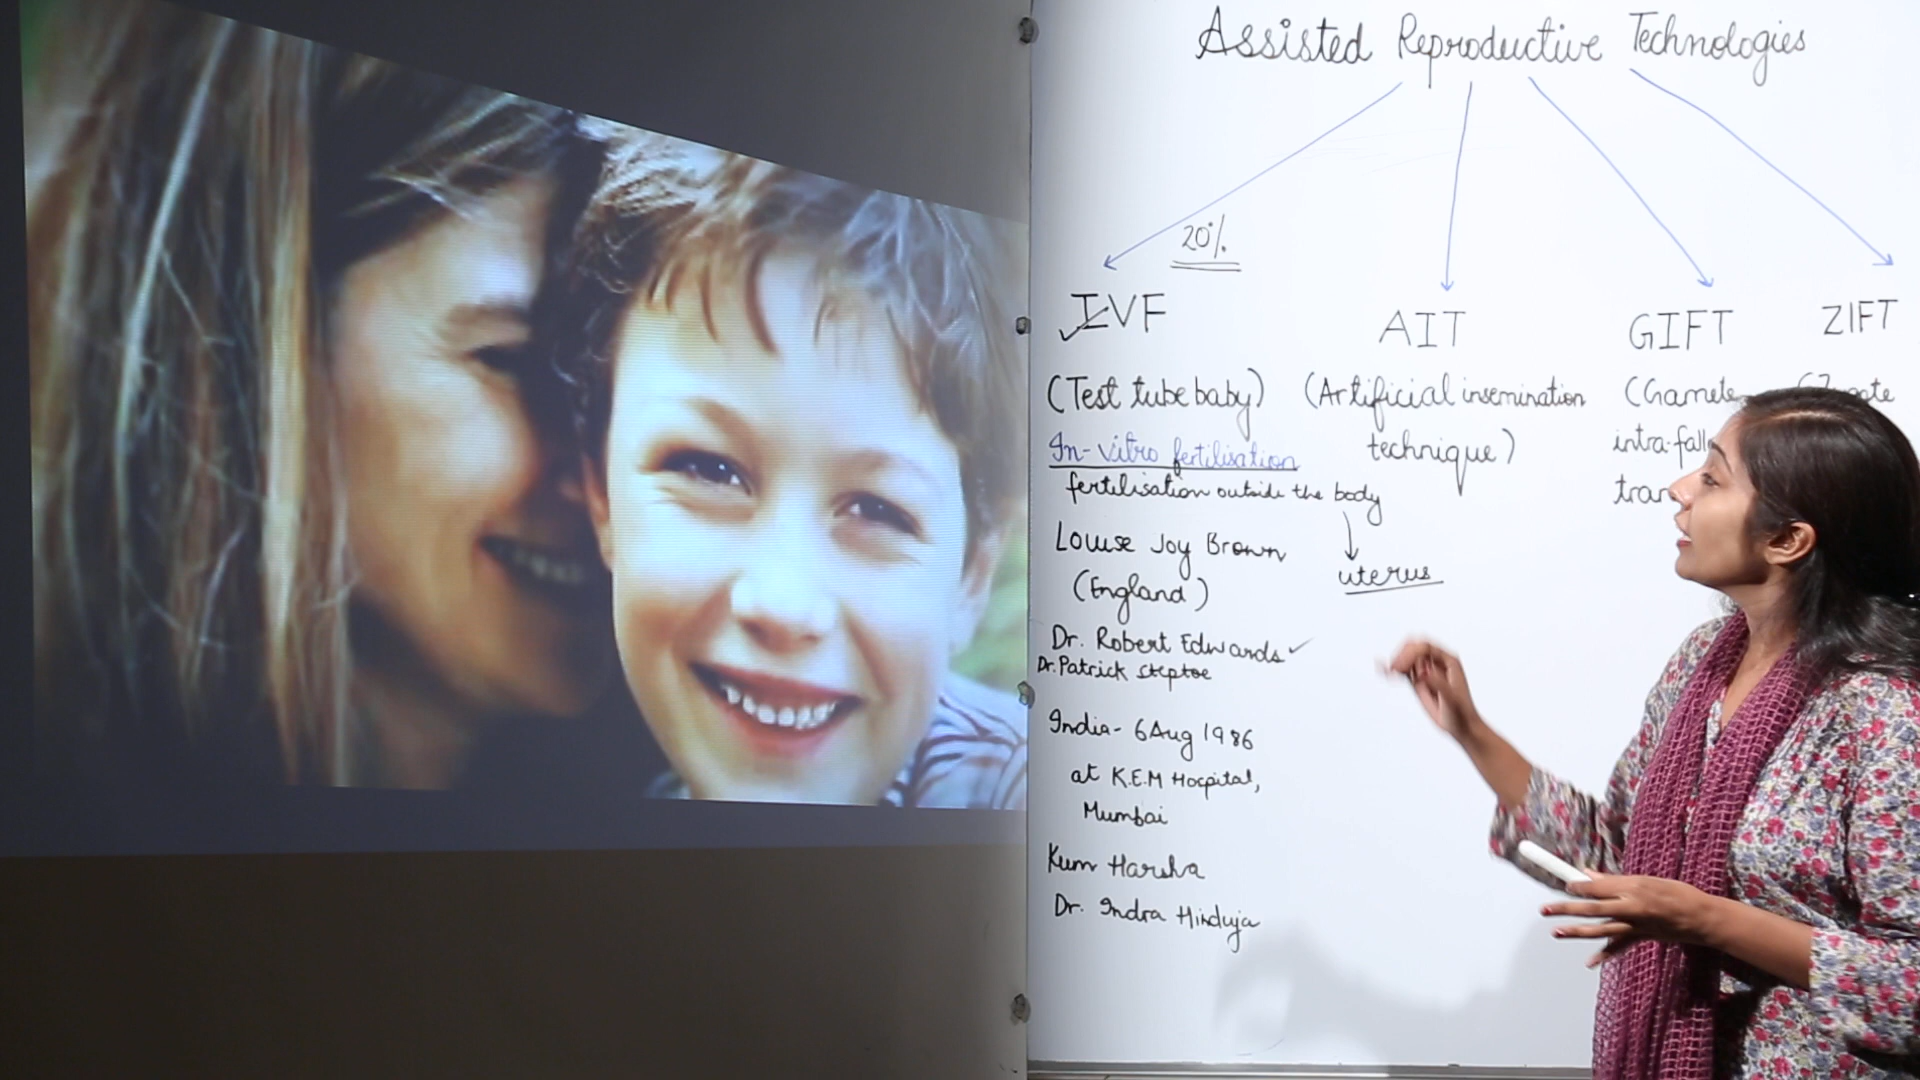 Assisted Reproductive Technologies
20%
IVF
AIT
GIFT
ZIFT
(Test tube baby)
In-Vitro fertilisation
fertilisation outside the body
uterus
(Artificial insemination
technique)
(Gamete
Louise Joy Brown
(England)
Dr. Robert Edwards
Dr. Patrick Steptoe
India - 6 Aug 1986
at K.E.M Hospital,
Mumbai
Kum Harsha
Dr. Indra Hinduja